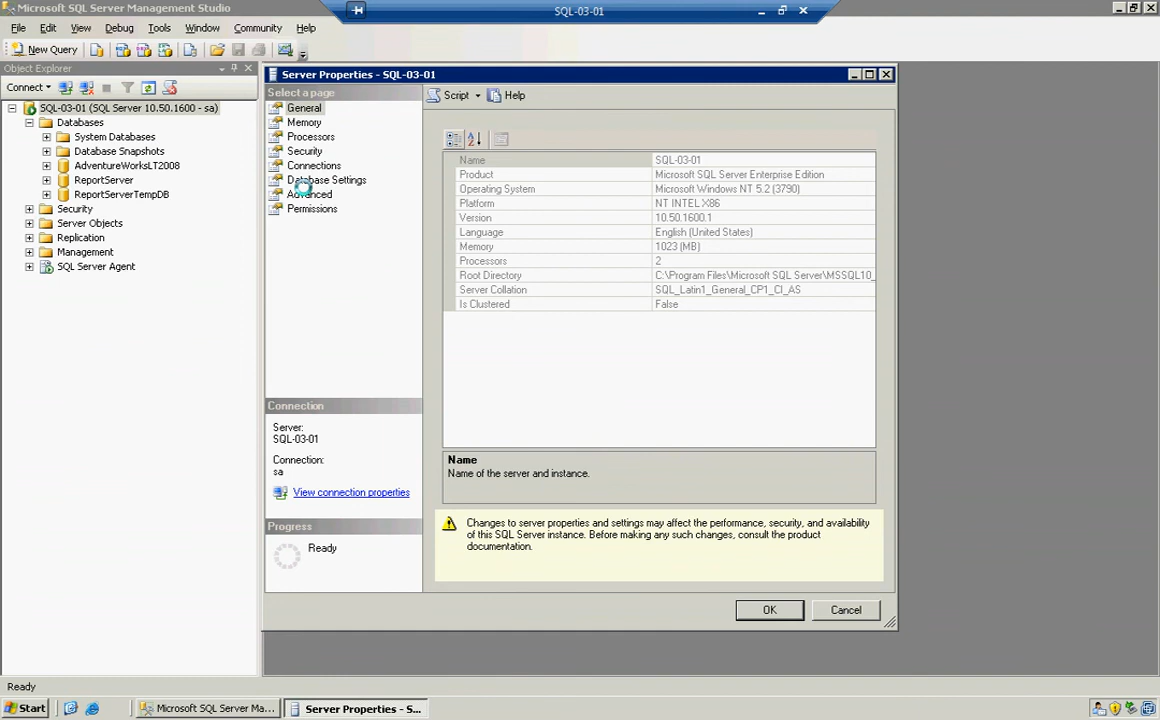 Microsoft SQL Server Management Studio
SQL-03-01
File Edit View Debug Tools Window Community Help
New Query
Object Explorer
Connect
SQL-03-01 (SQL Server 10.50.1600 - sa)
Databases
System Databases
Database Snapshots
AdventureWorksLT2008
ReportServer
ReportServerTempDB
Security
Server Objects
Replication
Management
SQL Server Agent
Server Properties - SQL-03-01
Select a page
General
Memory
Processors
Security
Connections
Database Settings
Advanced
Permissions
Connection
Server:
SQL-03-01
Connection:
sa
View connection properties
Progress
Ready
Script Help
Name SQL-03-01
Product Microsoft SQL Server Enterprise Edition
Operating System Microsoft Windows NT 5.2 (3790)
Platform NT INTEL X86
Version 10.50.1600.1
Language English (United States)
Memory 1023 (MB)
Processors 2
Root Directory C:\Program Files\Microsoft SQL Server\MSSQL10_
Server Collation SQL_Latin1_General_CP1_CI_AS
Is Clustered False
Name
Name of the server and instance.
Changes to server properties and settings may affect the performance, security, and availability
of this SQL Server instance. Before making any such changes, consult the product
documentation.
OK Cancel
Ready
Start Microsoft SQL Server Ma... Server Properties - S...